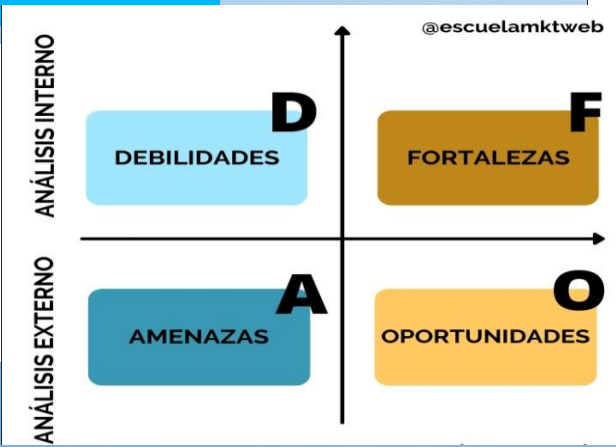 @escuelamktweb
ANÁLISIS INTERNO
D
DEBILIDADES
F
FORTALEZAS
ANÁLISIS EXTERNO
A
AMENAZAS
O
OPORTUNIDADES